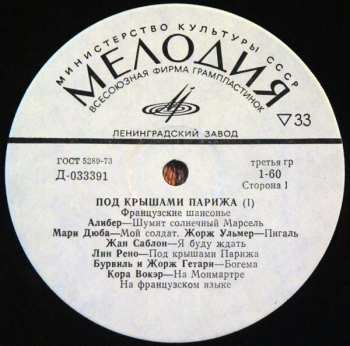 МИНИСТЕРСТВО КУЛЬТУРЫ СССР
МЕЛОДИЯ
ВСЕСОЮЗНАЯ ФИРМА ГРАМПЛАСТИНОК
ЛЕНИНГРАДСКИЙ ЗАВОД
▽33
ГОСТ 5289-73
Д-033391
третья гр
1-60
Сторона 1
ПОД КРЫШАМИ ПАРИЖА (1)
Французские шансонье
Алибер—Шумит солнечный Марсель
Мари Дюба—Мой солдат. Жорж Ульмер—Пигаль
Жан Саблон—Я буду ждать
Лин Рено—Под крышами Парижа
Бурвиль и Жорж Гетари—Богема
Кора Вокэр—На Монмартре
На французском языке